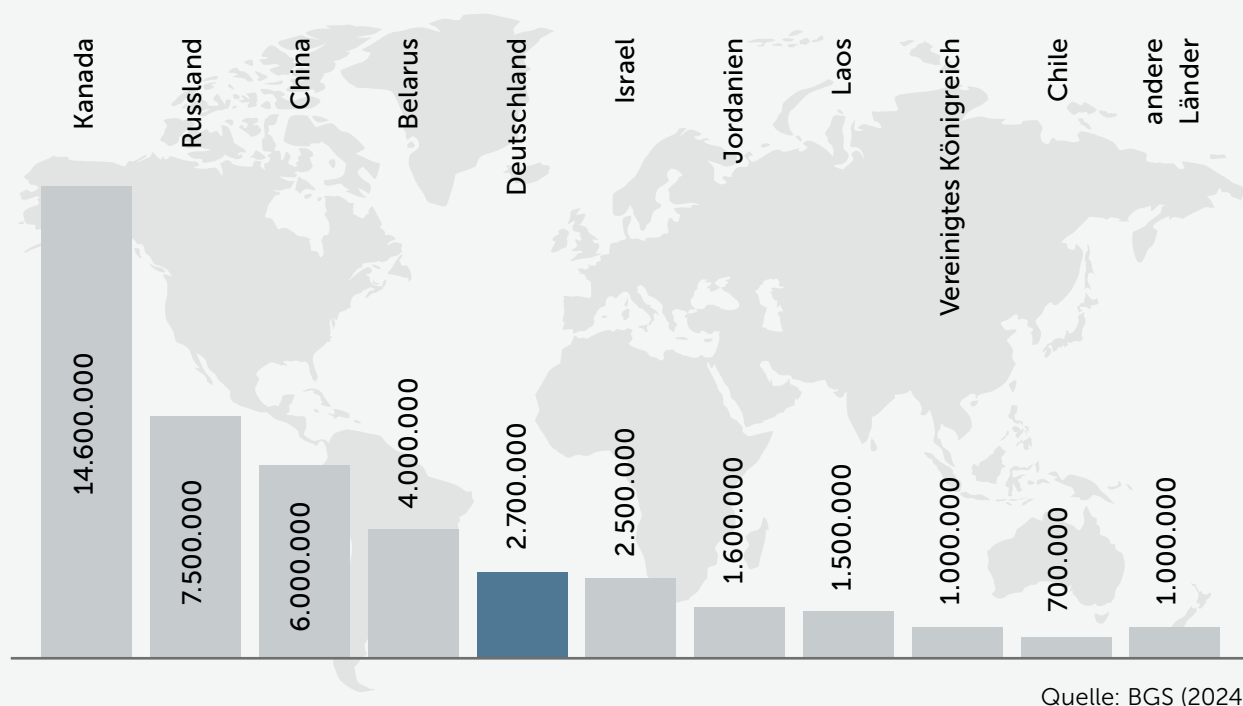 Kanada
Russland
China
Belarus
Deutschland
Israel
Jordanien
Laos
Vereinigtes Königreich
Chile
andere
Länder
14.600.000
7.500.000
6.000.000
4.000.000
2.700.000
2.500.000
1.600.000
1.500.000
1.000.000
700.000
1.000.000
Quelle: BGS (2024